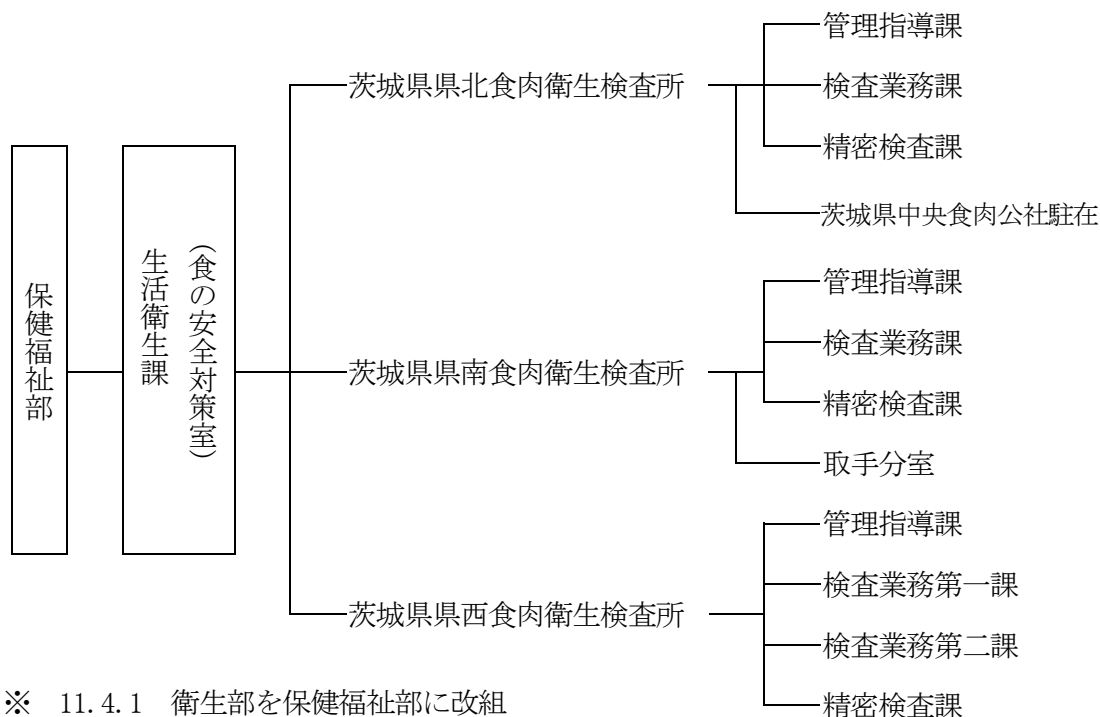 保健福祉部
生活衛生課
（食の安全対策室）
茨城県県北食肉衛生検査所
管理指導課
検査業務課
精密検査課
茨城県中央食肉公社駐在
茨城県県南食肉衛生検査所
管理指導課
検査業務課
精密検査課
取手分室
茨城県県西食肉衛生検査所
管理指導課
検査業務第一課
検査業務第二課
精密検査課
※　11.4.1　衛生部を保健福祉部に改組